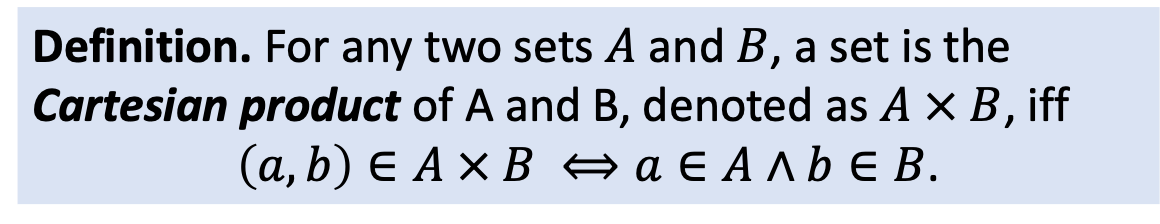 Definition. For any two sets A and B, a set is the
Cartesian product of A and B, denoted as A × B, iff
(a, b) ∈ A × B ⟺ a ∈ A ∧ b ∈ B.